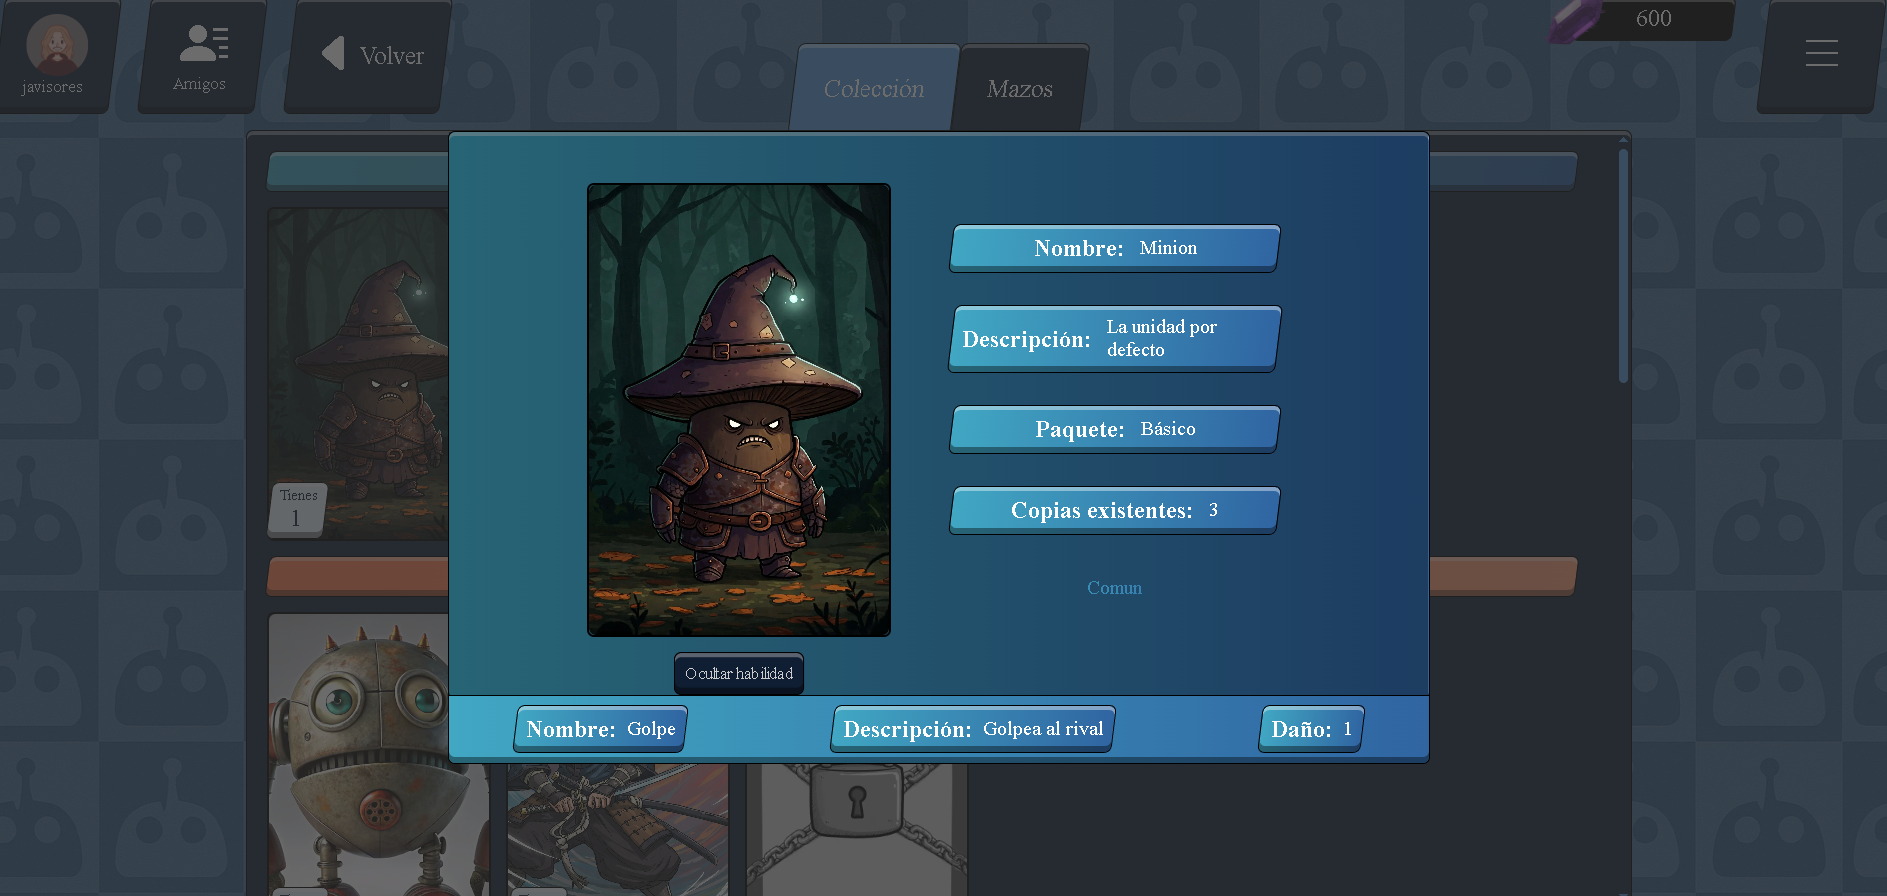 javisores
Amigos
Volver
Colección
Mazos
600
Tienes
1
Nombre: Minion
Descripción: La unidad por
defecto
Paquete: Básico
Copias existentes: 3
Comun
Ocultar habilidad
Nombre: Golpe
Descripción: Golpea al rival
Daño: 1